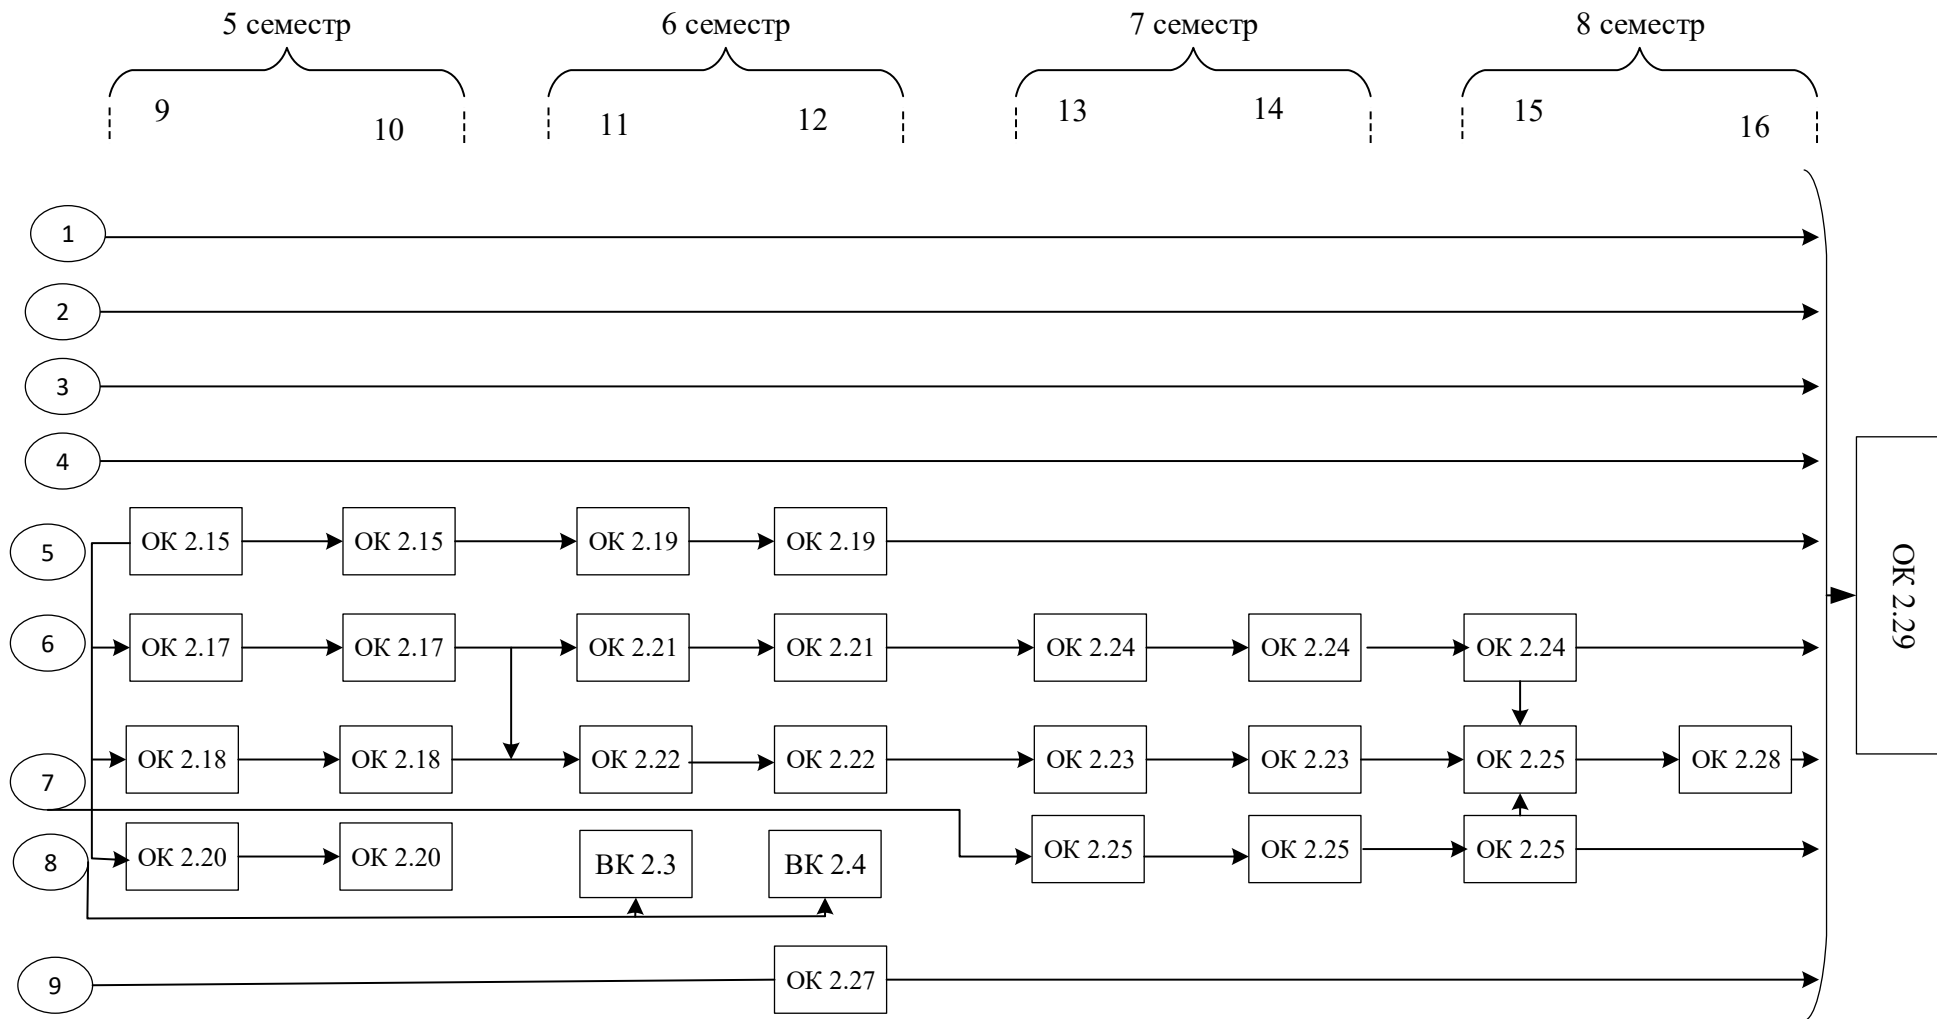 5 семестр
6 семестр
7 семестр
8 семестр
9
10
11
12
13
14
15
16
1
2
3
4
5
ОК 2.15
ОК 2.15
ОК 2.19
ОК 2.19
6
ОК 2.17
ОК 2.17
ОК 2.21
ОК 2.21
ОК 2.24
ОК 2.24
ОК 2.24
7
ОК 2.18
ОК 2.18
ОК 2.22
ОК 2.22
ОК 2.23
ОК 2.23
ОК 2.25
ОК 2.28
8
ОК 2.20
ОК 2.20
ВК 2.3
ВК 2.4
ОК 2.25
ОК 2.25
ОК 2.25
9
ОК 2.27
ОК 2.29